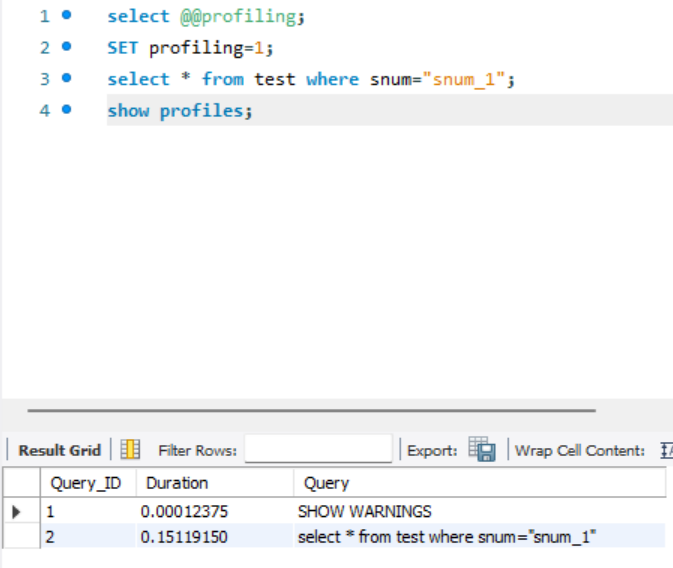 1 select @@profiling;
2 SET profiling=1;
3 select * from test where snum="snum_1";
4 show profiles;
Result Grid Filter Rows: Export: Wrap Cell Content:
Query_ID Duration Query
1 0.00012375 SHOW WARNINGS
2 0.15119150 select * from test where snum="snum_1"